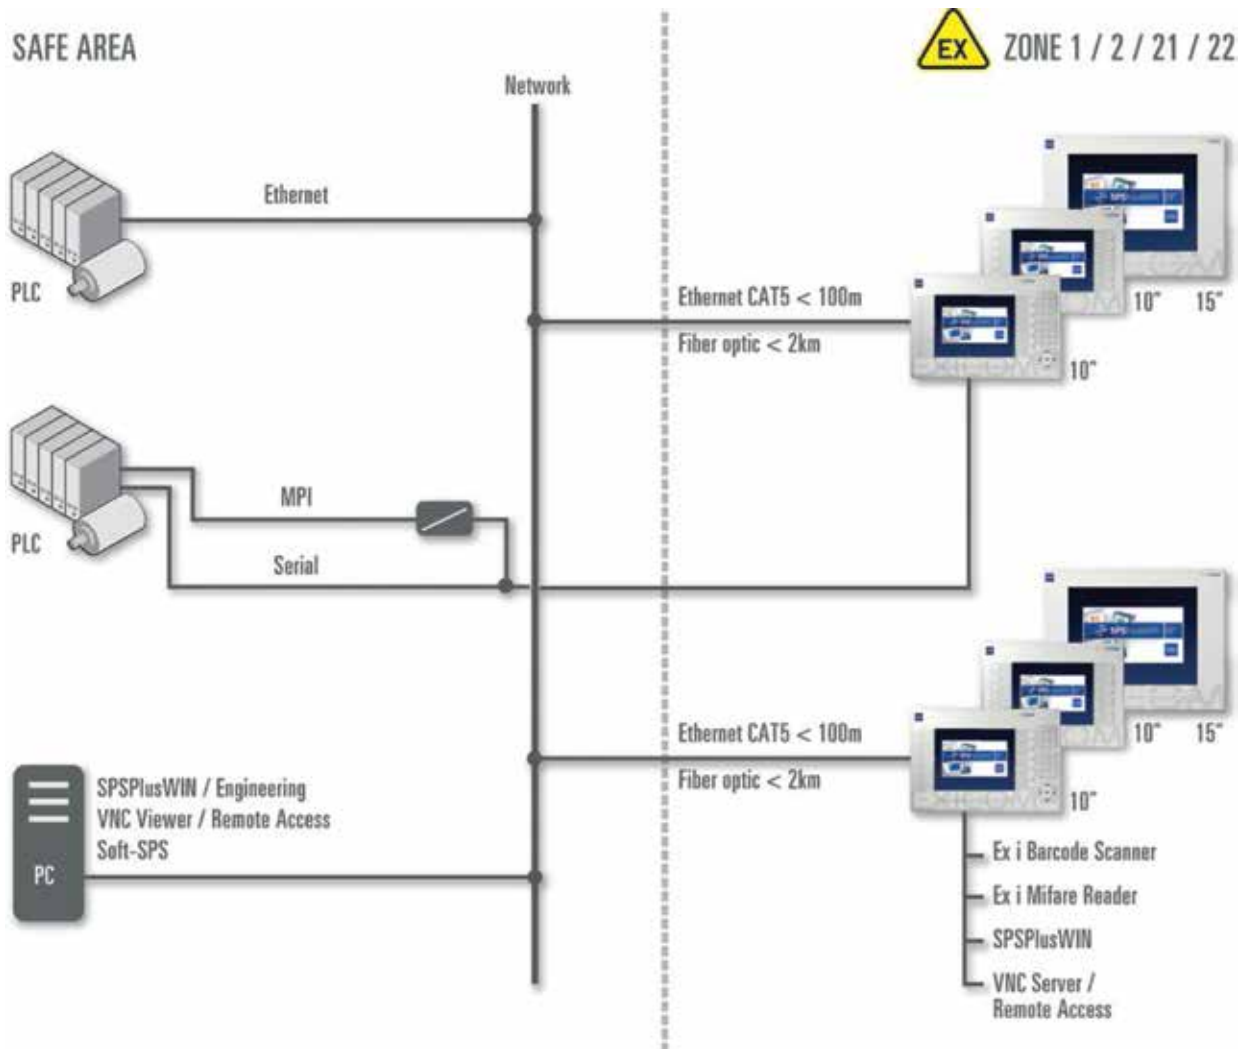 SAFE AREA
EX
ZONE 1 / 2 / 21 / 22
Network
Ethernet
PLC
Ethernet CAT5 < 100m
Fiber optic < 2km
10"
15"
10"
MPI
PLC
Serial
Ethernet CAT5 < 100m
Fiber optic < 2km
10"
15"
10"
SPSPlusWIN / Engineering
VNC Viewer / Remote Access
Soft-SPS
PC
Ex i Barcode Scanner
Ex i Mifare Reader
SPSPlusWIN
VNC Server /
Remote Access